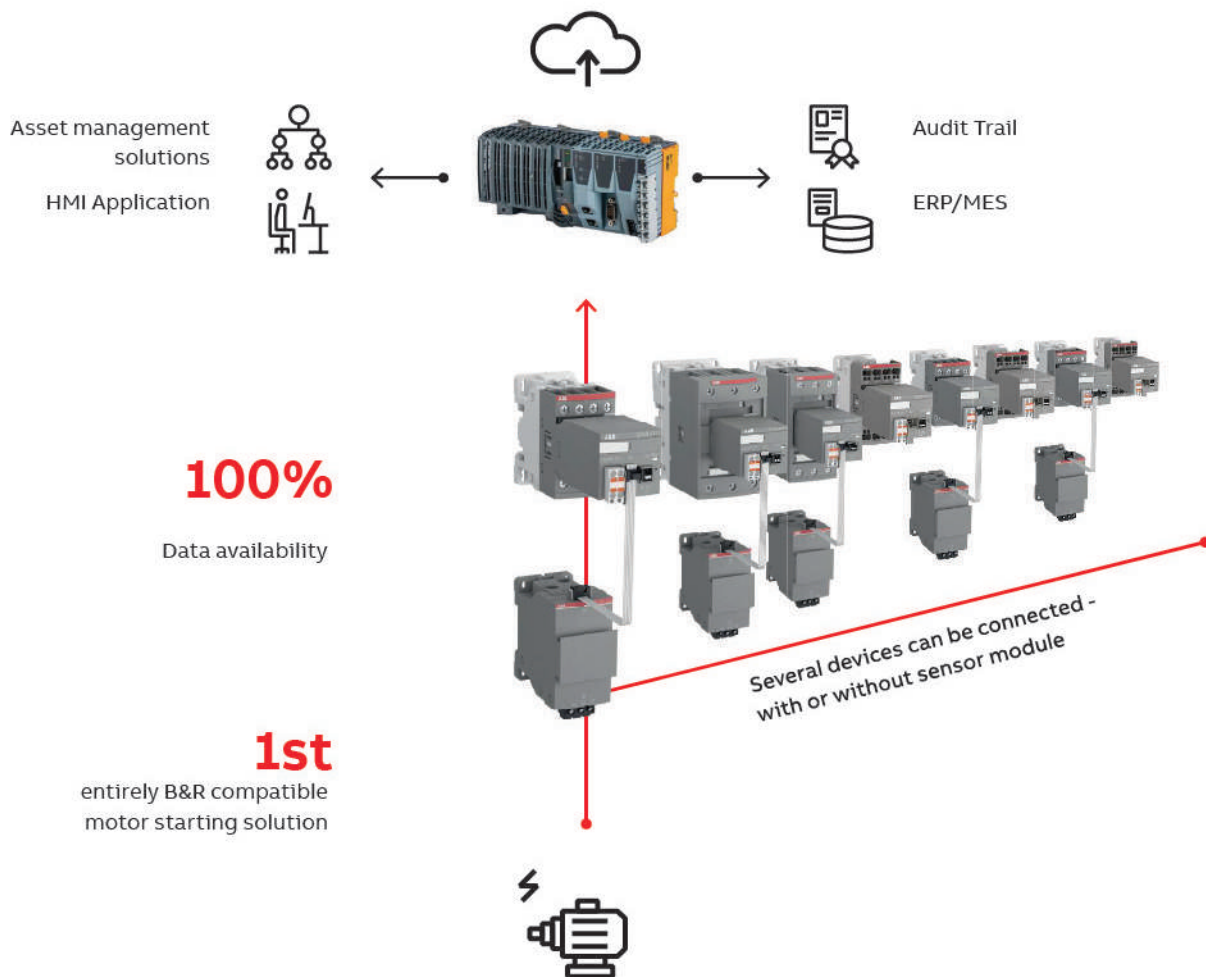 Asset management
solutions
HMI Application
Audit Trail
ERP/MES
100%
Data availability
Several devices can be connected -
with or without sensor module
1st
entirely B&R compatible
motor starting solution